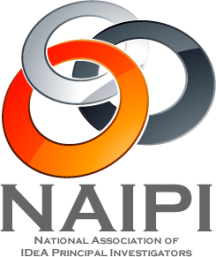 NAIPI
National Association of
IDeA Principal Investigators